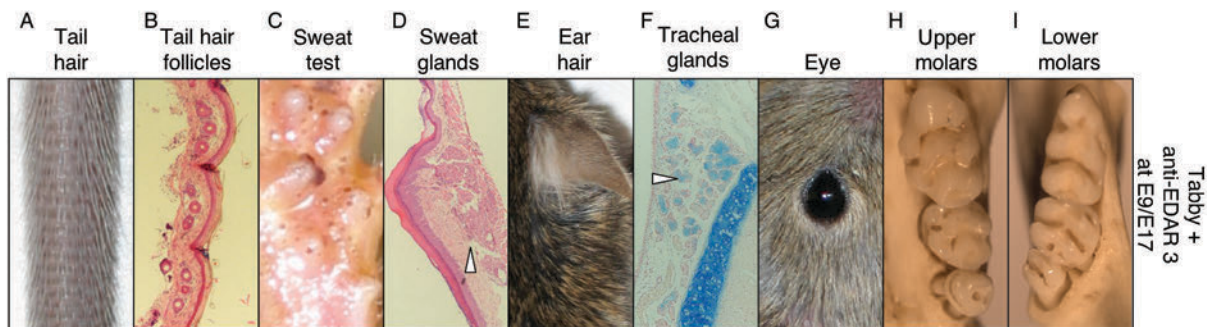 A
Tail
hair
B
Tail hair
follicles
C
Sweat
test
D
Sweat
glands
E
Ear
hair
F
Tracheal
glands
G
Eye
H
Upper
molars
I
Lower
molars
Tabby +
anti-EDAR 3
at E9/E17